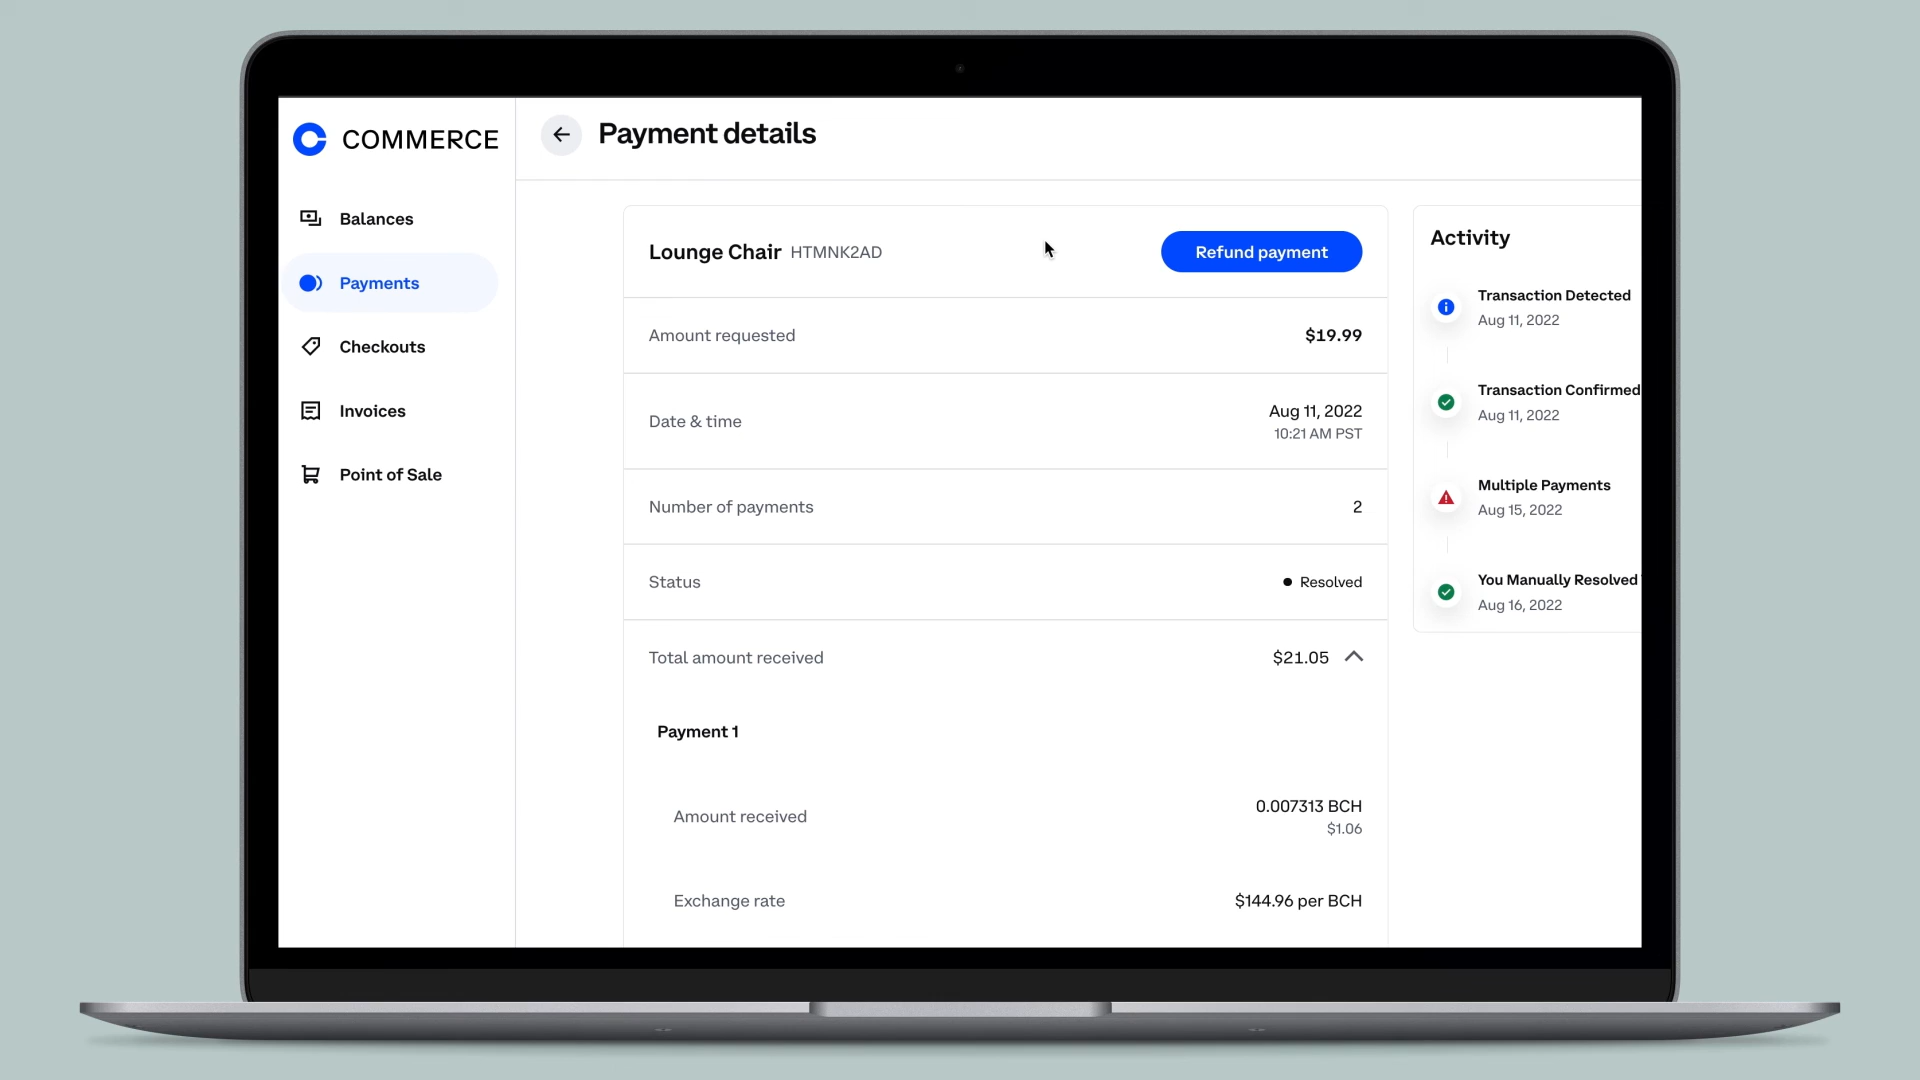 COMMERCE
Balances
Payments
Checkouts
Invoices
Point of Sale
Payment details
Lounge Chair HTMNK2AD
Refund payment
Amount requested
$19.99
Date & time
Aug 11, 2022
10:21 AM PST
Number of payments
2
Status
Resolved
Total amount received
$21.05
Payment 1
Amount received
0.007313 BCH
$1.06
Exchange rate
$144.96 per BCH
Activity
Transaction Detected
Aug 11, 2022
Transaction Confirmed
Aug 11, 2022
Multiple Payments
Aug 15, 2022
You Manually Resolved
Aug 16, 2022